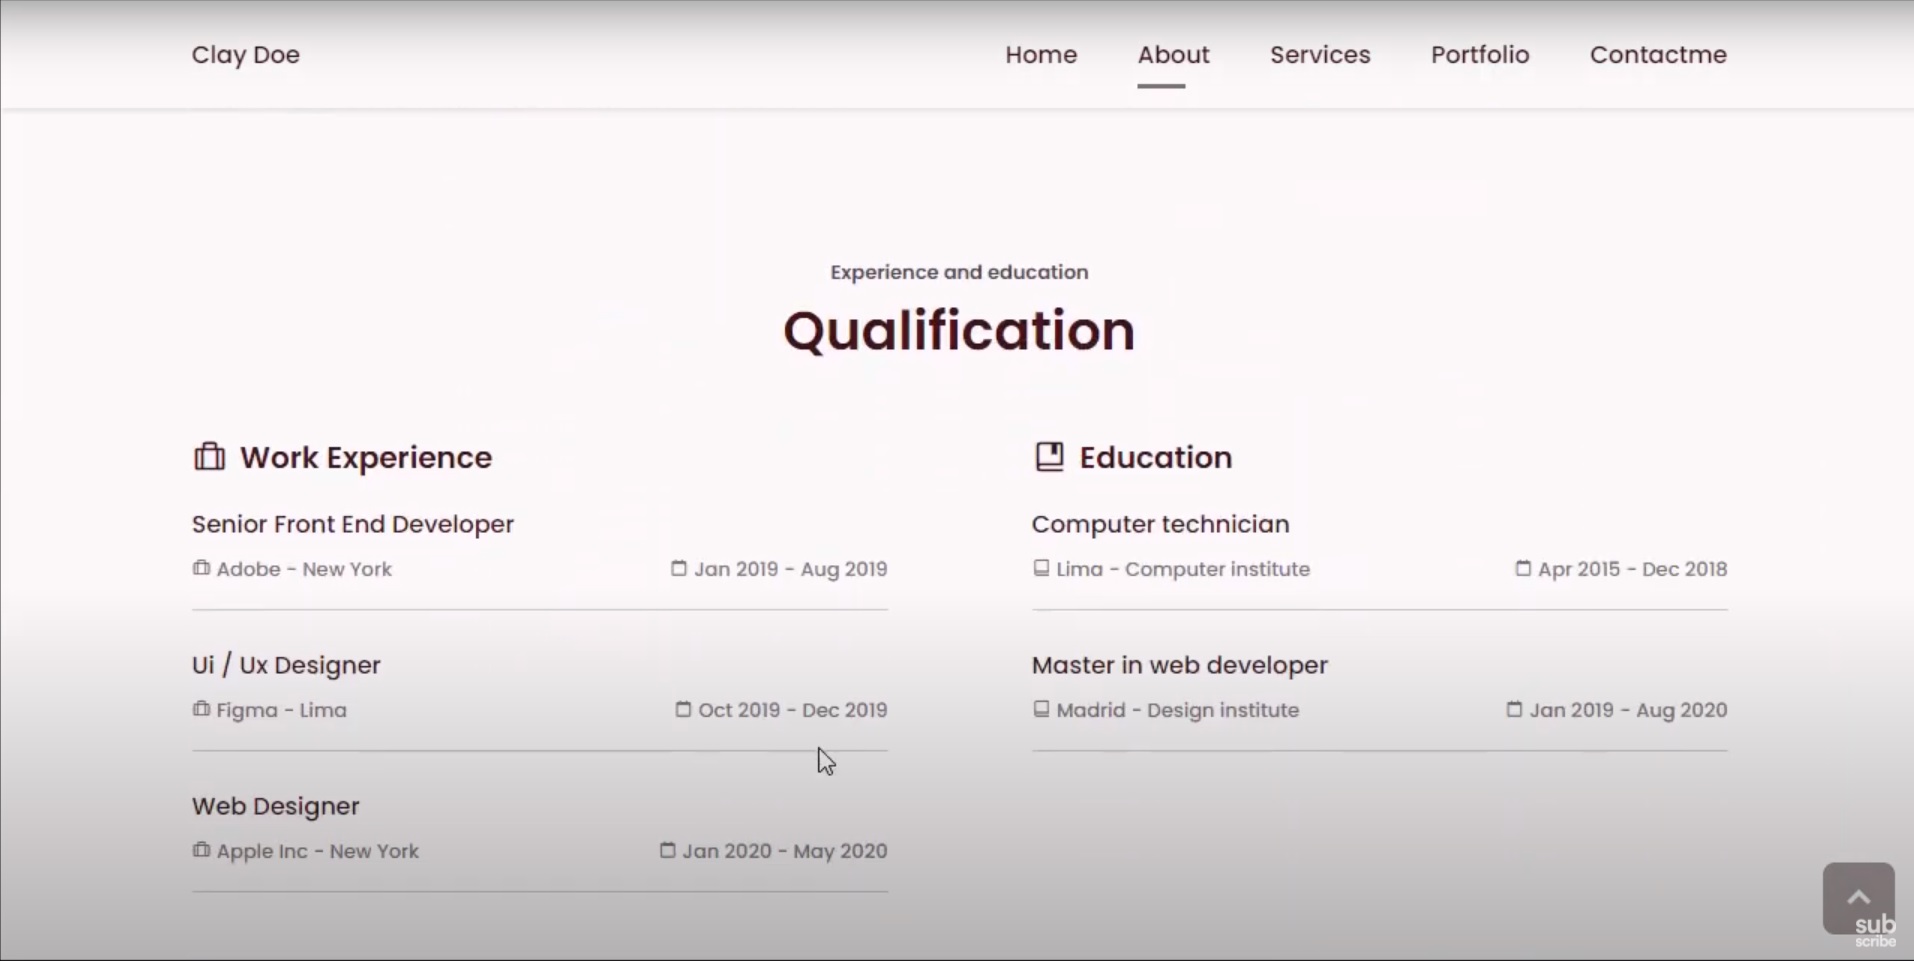 Clay Doe
Home About Services Portfolio Contactme
Experience and education
Qualification
Work Experience
Senior Front End Developer
Adobe - New York Jan 2019 - Aug 2019
Ui / Ux Designer
Figma - Lima Oct 2019 - Dec 2019
Web Designer
Apple Inc - New York Jan 2020 - May 2020
Education
Computer technician
Lima - Computer institute Apr 2015 - Dec 2018
Master in web developer
Madrid - Design institute Jan 2019 - Aug 2020
sub
scribe